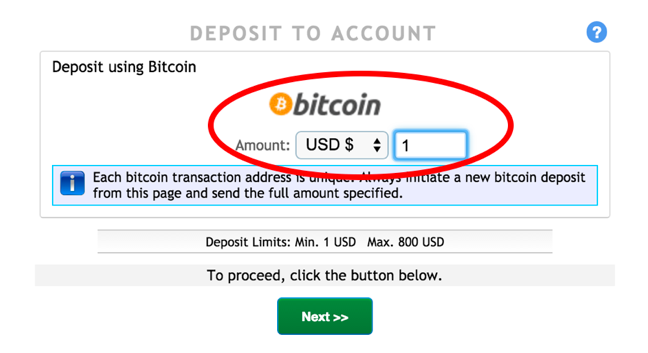 DEPOSIT TO ACCOUNT ?
Deposit using Bitcoin
bitcoin
Amount: USD $ 1
Each bitcoin transaction address is unique. Always initiate a new bitcoin deposit
from this page and send the full amount specified.
Deposit Limits: Min. 1 USD Max. 800 USD
To proceed, click the button below.
Next >>